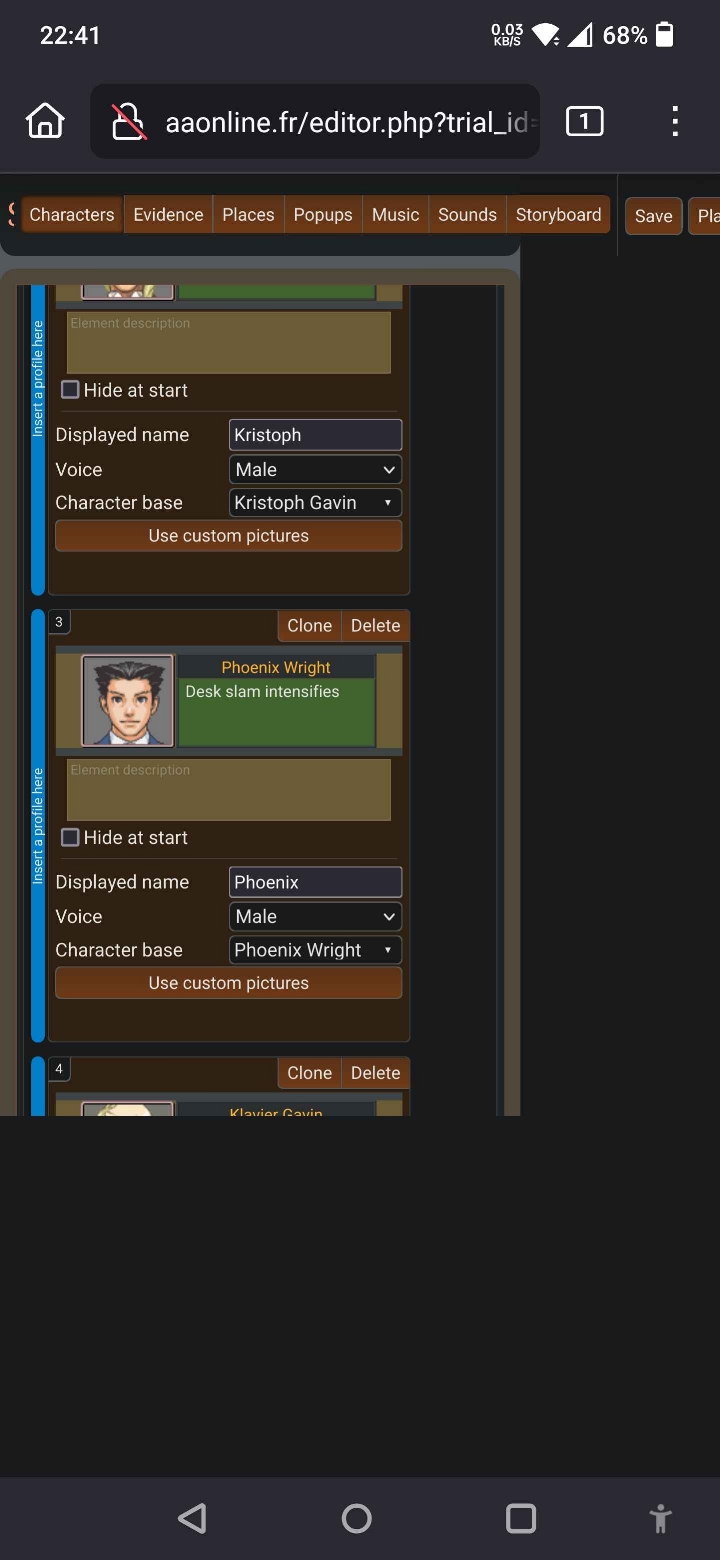 22:41
0.03
KB/S
68%
aaonline.fr/editor.php?trial_id=
1
Characters Evidence Places Popups Music Sounds Storyboard Save Pla
Insert a profile here
Element description
Hide at start
Displayed name Kristoph
Voice Male
Character base Kristoph Gavin
Use custom pictures
3
Clone Delete
Phoenix Wright
Desk slam intensifies
Insert a profile here
Element description
Hide at start
Displayed name Phoenix
Voice Male
Character base Phoenix Wright
Use custom pictures
4
Clone Delete
Klavier Gavin